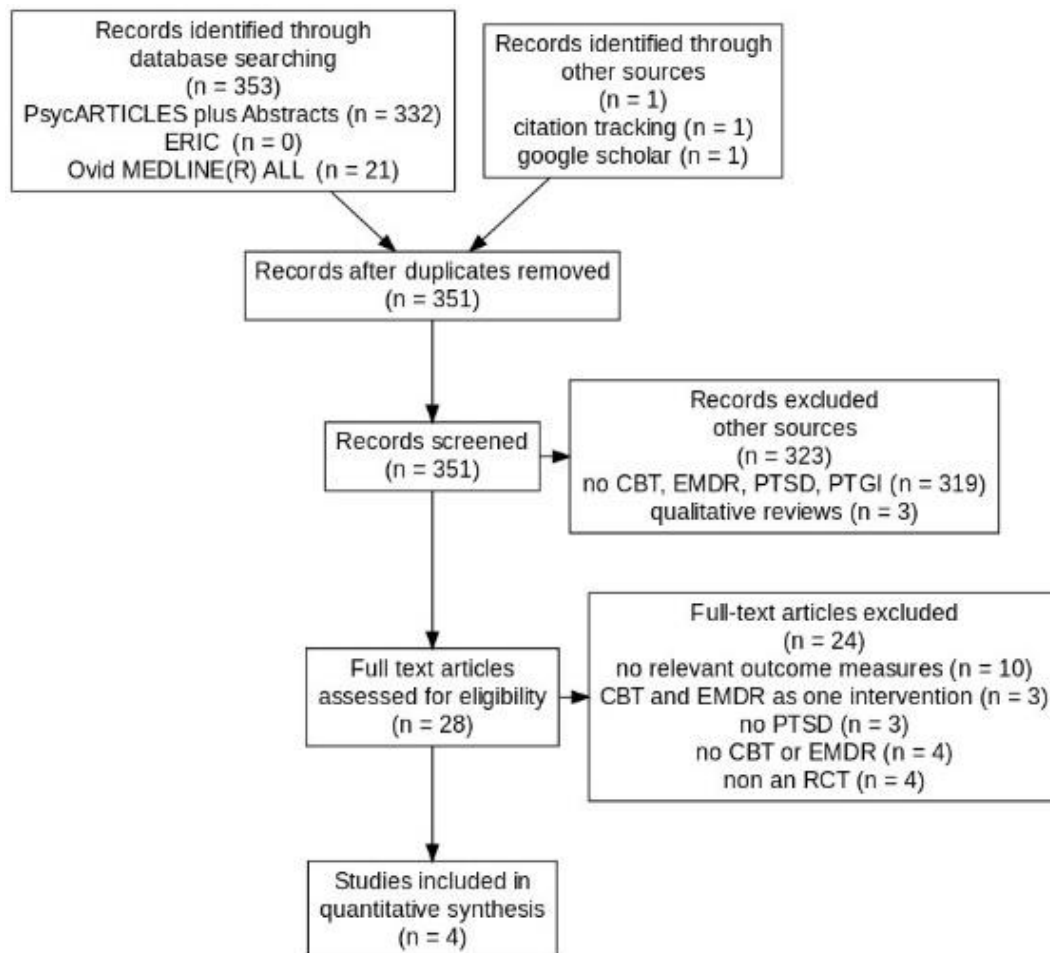 Records identified through
database searching
(n = 353)
PsycARTICLES plus Abstracts (n = 332)
ERIC (n = 0)
Ovid MEDLINE(R) ALL (n = 21)
Records identified through
other sources
(n = 1)
citation tracking (n = 1)
google scholar (n = 1)
Records after duplicates removed
(n = 351)
Records screened
(n = 351)
Records excluded
other sources
(n = 323)
no CBT, EMDR, PTSD, PTGI (n = 319)
qualitative reviews (n = 3)
Full text articles
assessed for eligibility
(n = 28)
Full-text articles excluded
(n = 24)
no relevant outcome measures (n = 10)
CBT and EMDR as one intervention (n = 3)
no PTSD (n = 3)
no CBT or EMDR (n = 4)
non an RCT (n = 4)
Studies included in
quantitative synthesis
(n = 4)